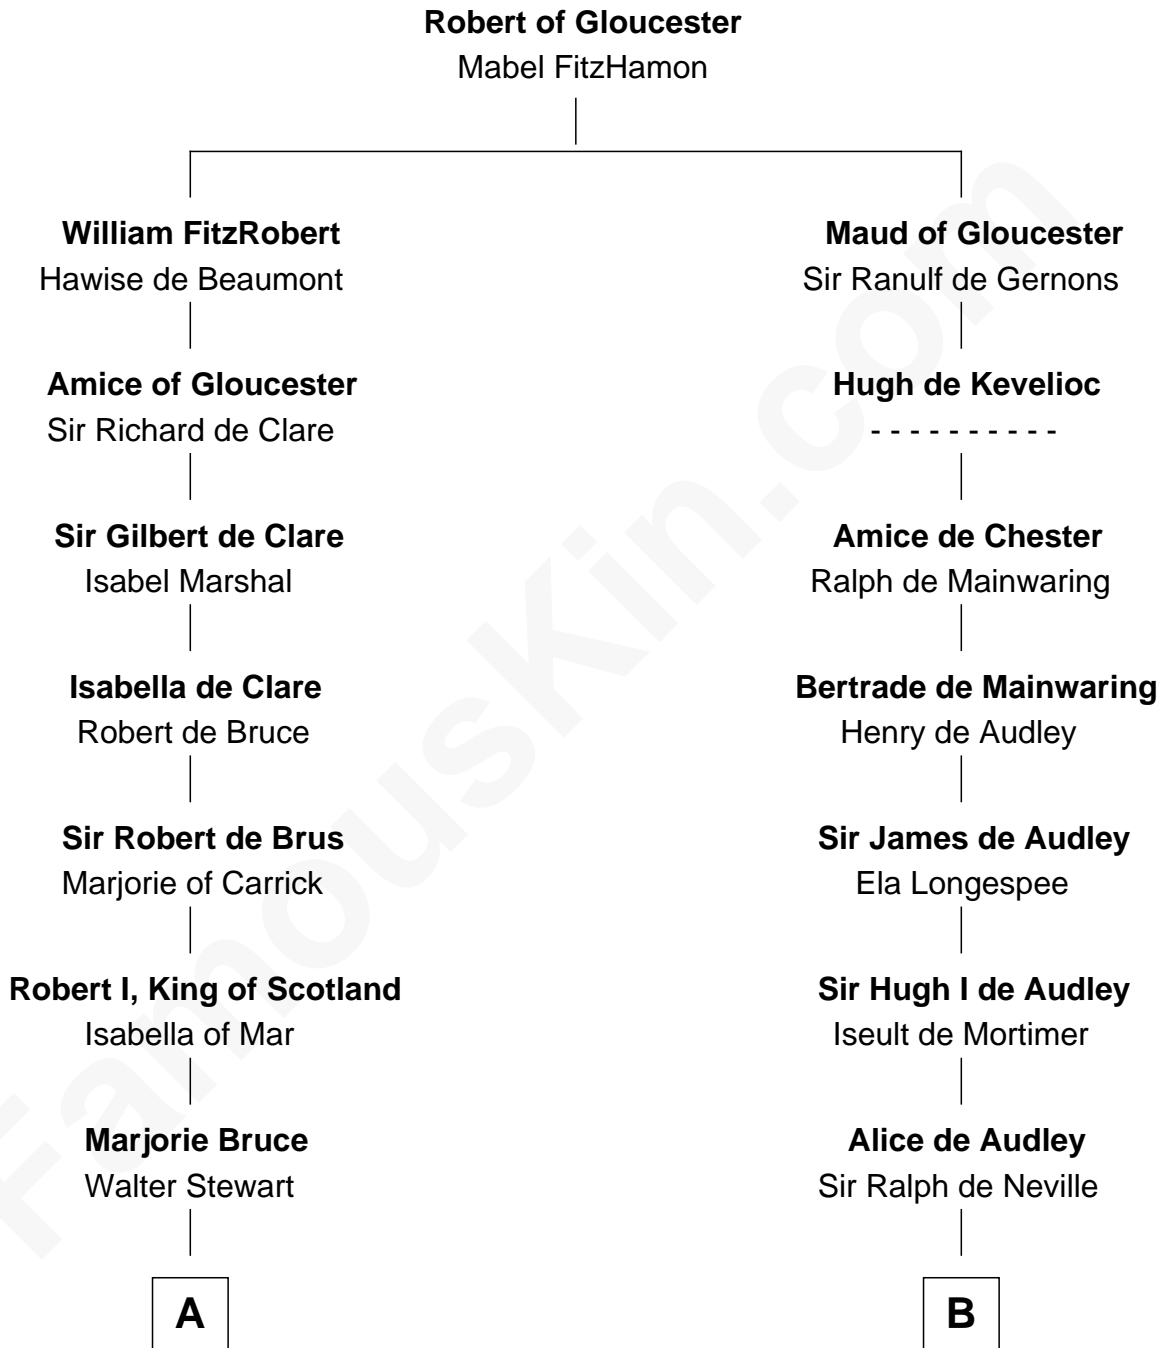 Robert of Gloucester
Mabel FitzHamon
William FitzRobert
Hawise de Beaumont
Maud of Gloucester
Sir Ranulf de Gernons
Amice of Gloucester
Sir Richard de Clare
Hugh de Kevelioc
- - - - - - - - - -
Sir Gilbert de Clare
Isabel Marshal
Amice de Chester
Ralph de Mainwaring
Isabella de Clare
Robert de Bruce
Bertrade de Mainwaring
Henry de Audley
Sir Robert de Brus
Marjorie of Carrick
Sir James de Audley
Ela Longespee
Robert I, King of Scotland
Isabella of Mar
Sir Hugh I de Audley
Iseult de Mortimer
Marjorie Bruce
Walter Stewart
Alice de Audley
Sir Ralph de Neville
A
B
FamousKin.com